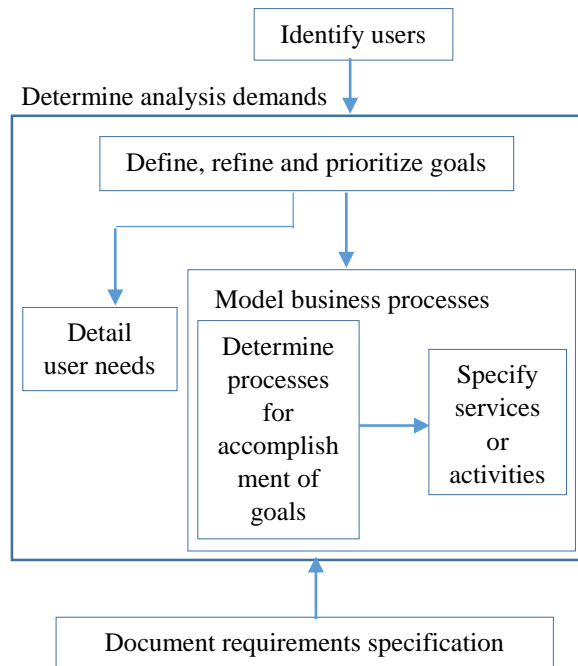 Identify users
Determine analysis demands
Define, refine and prioritize goals
Model business processes
Detail
user needs
Determine
processes
for
accomplish
ment of
goals
Specify
services
or
activities
Document requirements specification